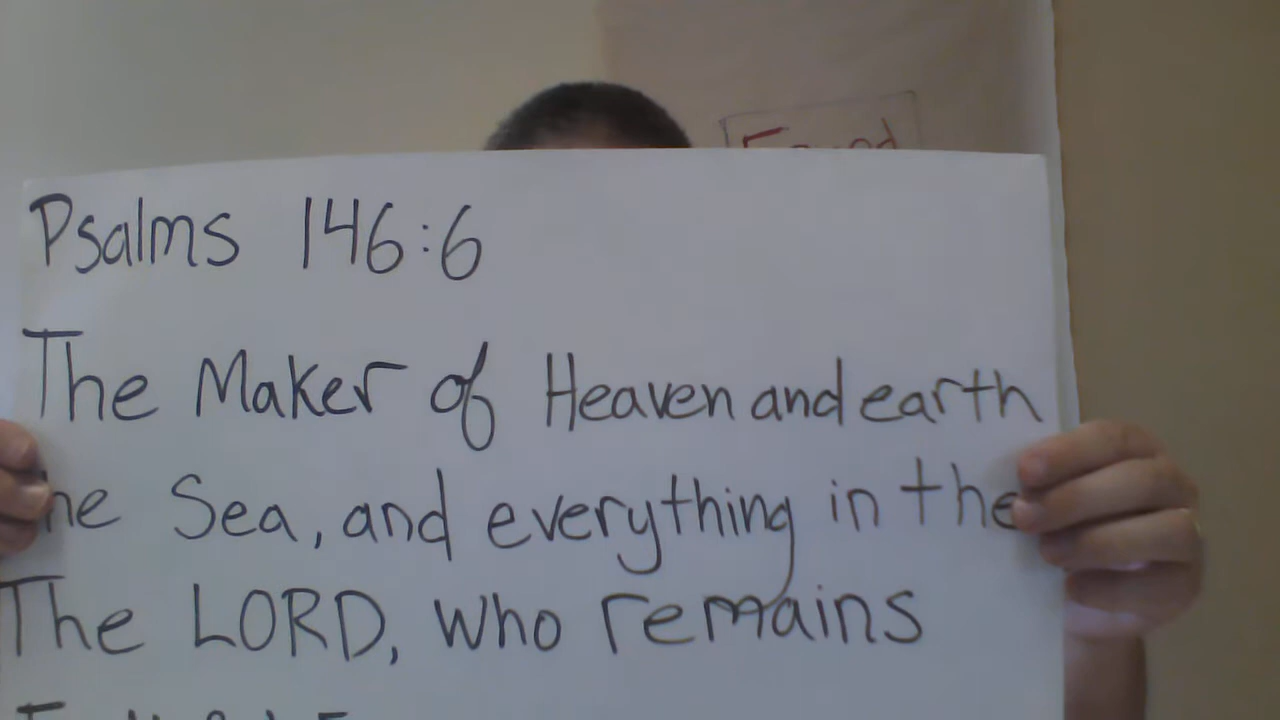 Psalms 146:6
The Maker of Heaven and earth
he Sea, and everything in the
The LORD, who remains